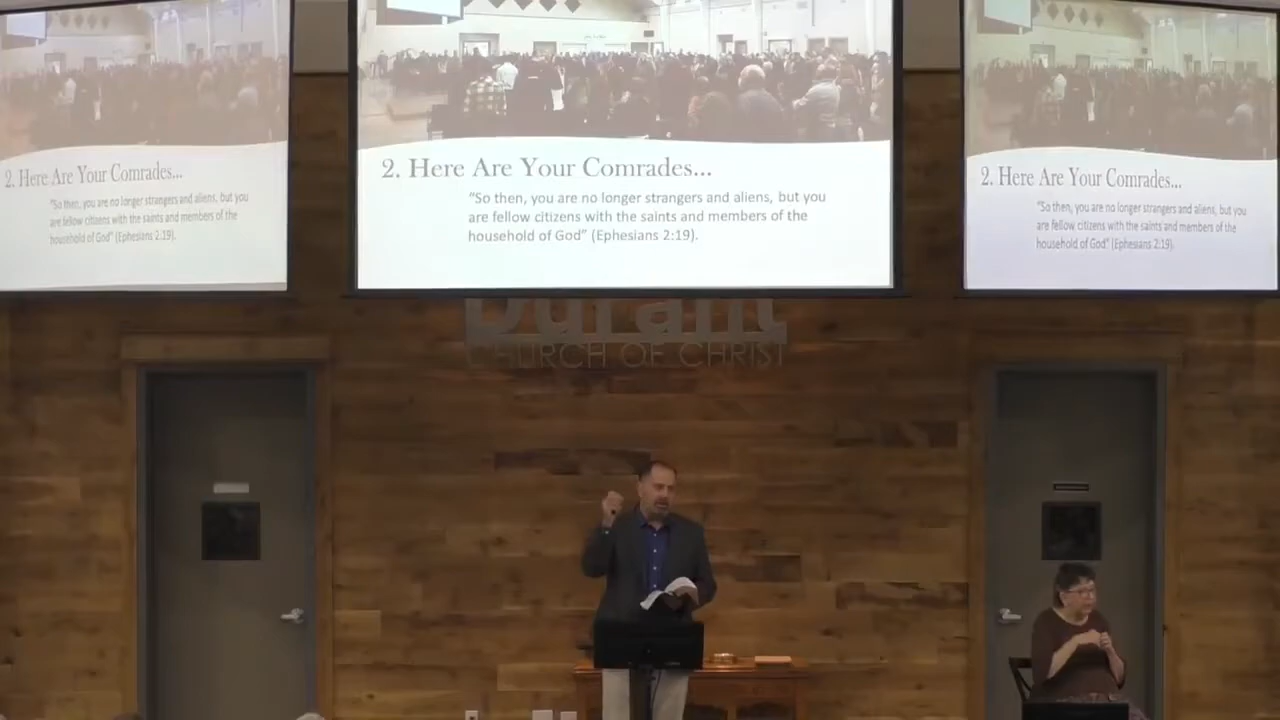 2. Here Are Your Comrades...
"So then, you are no longer strangers and aliens, but you
are fellow citizens with the saints and members of the
household of God" (Ephesians 2:19).
2. Here Are Your Comrades...
"So then, you are no longer strangers and aliens, but you
are fellow citizens with the saints and members of the
household of God" (Ephesians 2:19).
2. Here Are Your Comrades...
"So then, you are no longer strangers and aliens, but you
are fellow citizens with the saints and members of the
household of God" (Ephesians 2:19).
Durant
CHURCH OF CHRIST